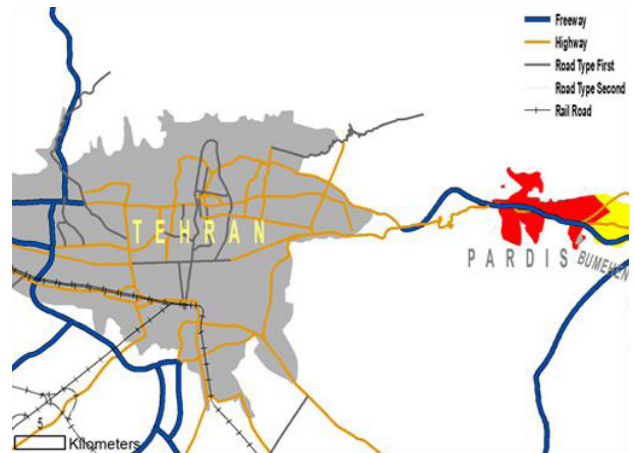 Freeway
Highway
Road Type First
Road Type Second
Rail Road
TEHRAN
PARDIS
BUMEHEN
5
Kilometers